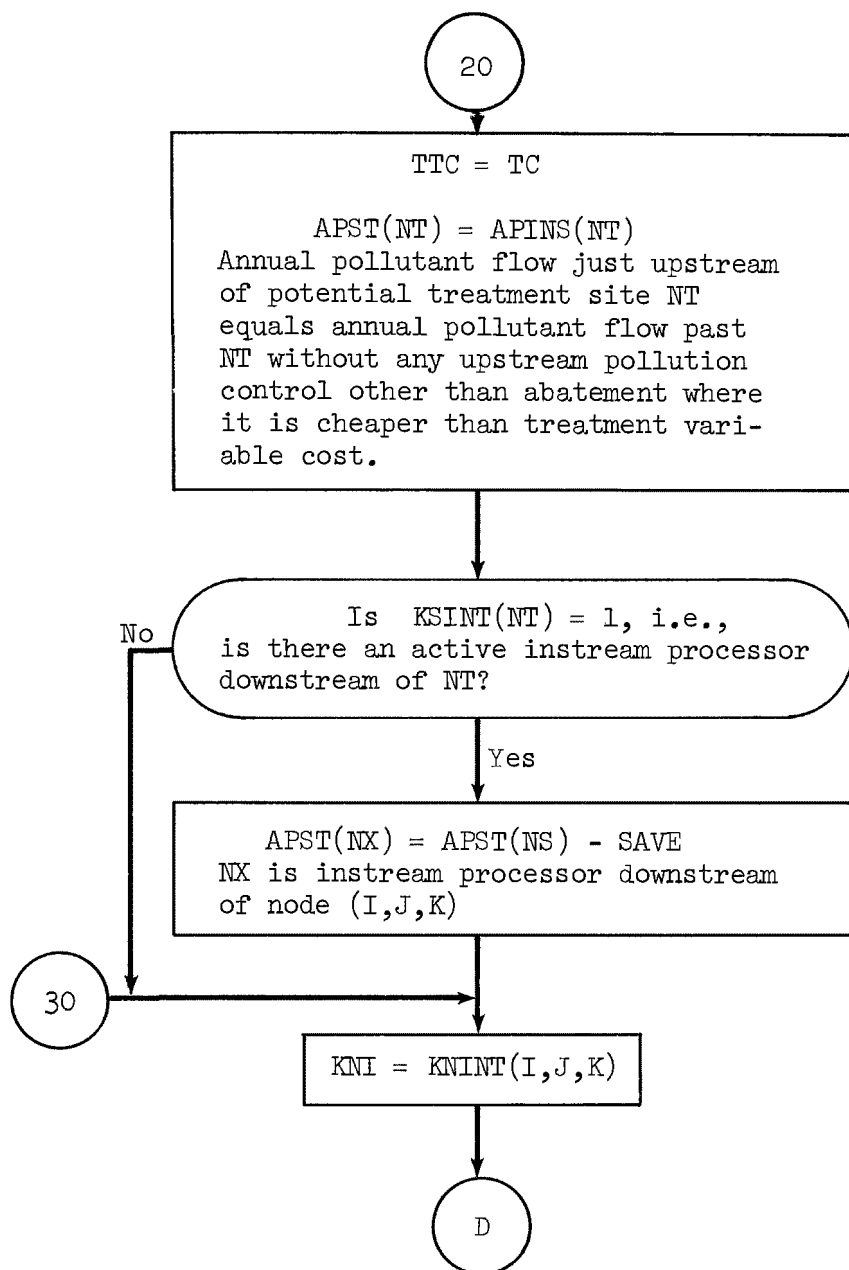 20
TTC = TC
APST(NT) = APINS(NT)
Annual pollutant flow just upstream
of potential treatment site NT
equals annual pollutant flow past
NT without any upstream pollution
control other than abatement where
it is cheaper than treatment vari-
able cost.
Is KSINT(NT) = 1, i.e.,
is there an active instream processor
downstream of NT?
No
Yes
APST(NX) = APST(NS) - SAVE
NX is instream processor downstream
of node (I,J,K)
30
KNI = KNINT(I,J,K)
D